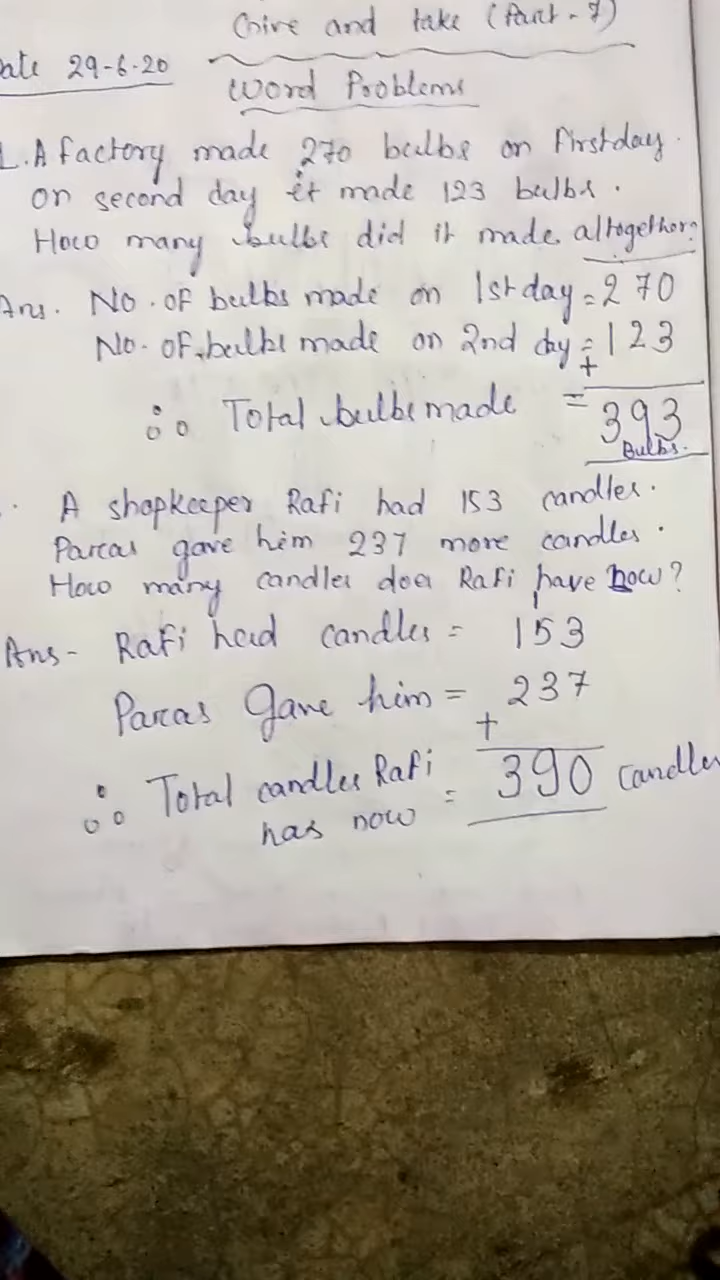 Give and take (Part - 7)
Date 29-6-20
Word Problems
1. A factory made 270 bulbs on First day.
on second day it made 123 bulbs.
How many bulbs did it made altogether?
Ans. No. of bulbs made on 1st day = 270
No. of bulbs made on 2nd day = 123
+
∴ Total bulbs made = 393
Bulbs.
. A shopkeeper Rafi had 153 candles.
Paras gave him 237 more candles.
How many candles does Rafi have now?
1
Ans - Rafi had candles = 153
Paras Gave him = 237
+
∴ Total candles Rafi = 390 candles
has now